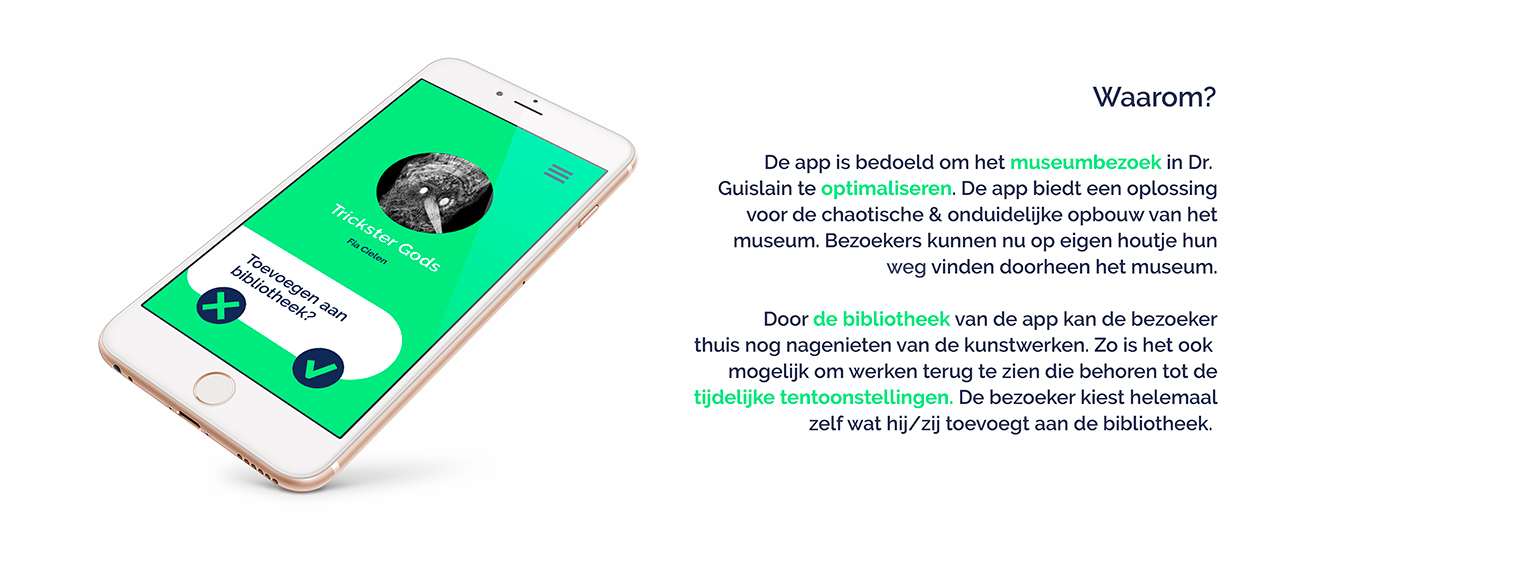 Trickster Gods
Fia Cielen
Toevoegen aan
bibliotheek?
Waarom?
De app is bedoeld om het museumbezoek in Dr.
Guislain te optimaliseren. De app biedt een oplossing
voor de chaotische & onduidelijke opbouw van het
museum. Bezoekers kunnen nu op eigen houtje hun
weg vinden doorheen het museum.
Door de bibliotheek van de app kan de bezoeker
thuis nog nagenieten van de kunstwerken. Zo is het ook
mogelijk om werken terug te zien die behoren tot de
tijdelijke tentoonstellingen. De bezoeker kiest helemaal
zelf wat hij/zij toevoegt aan de bibliotheek.